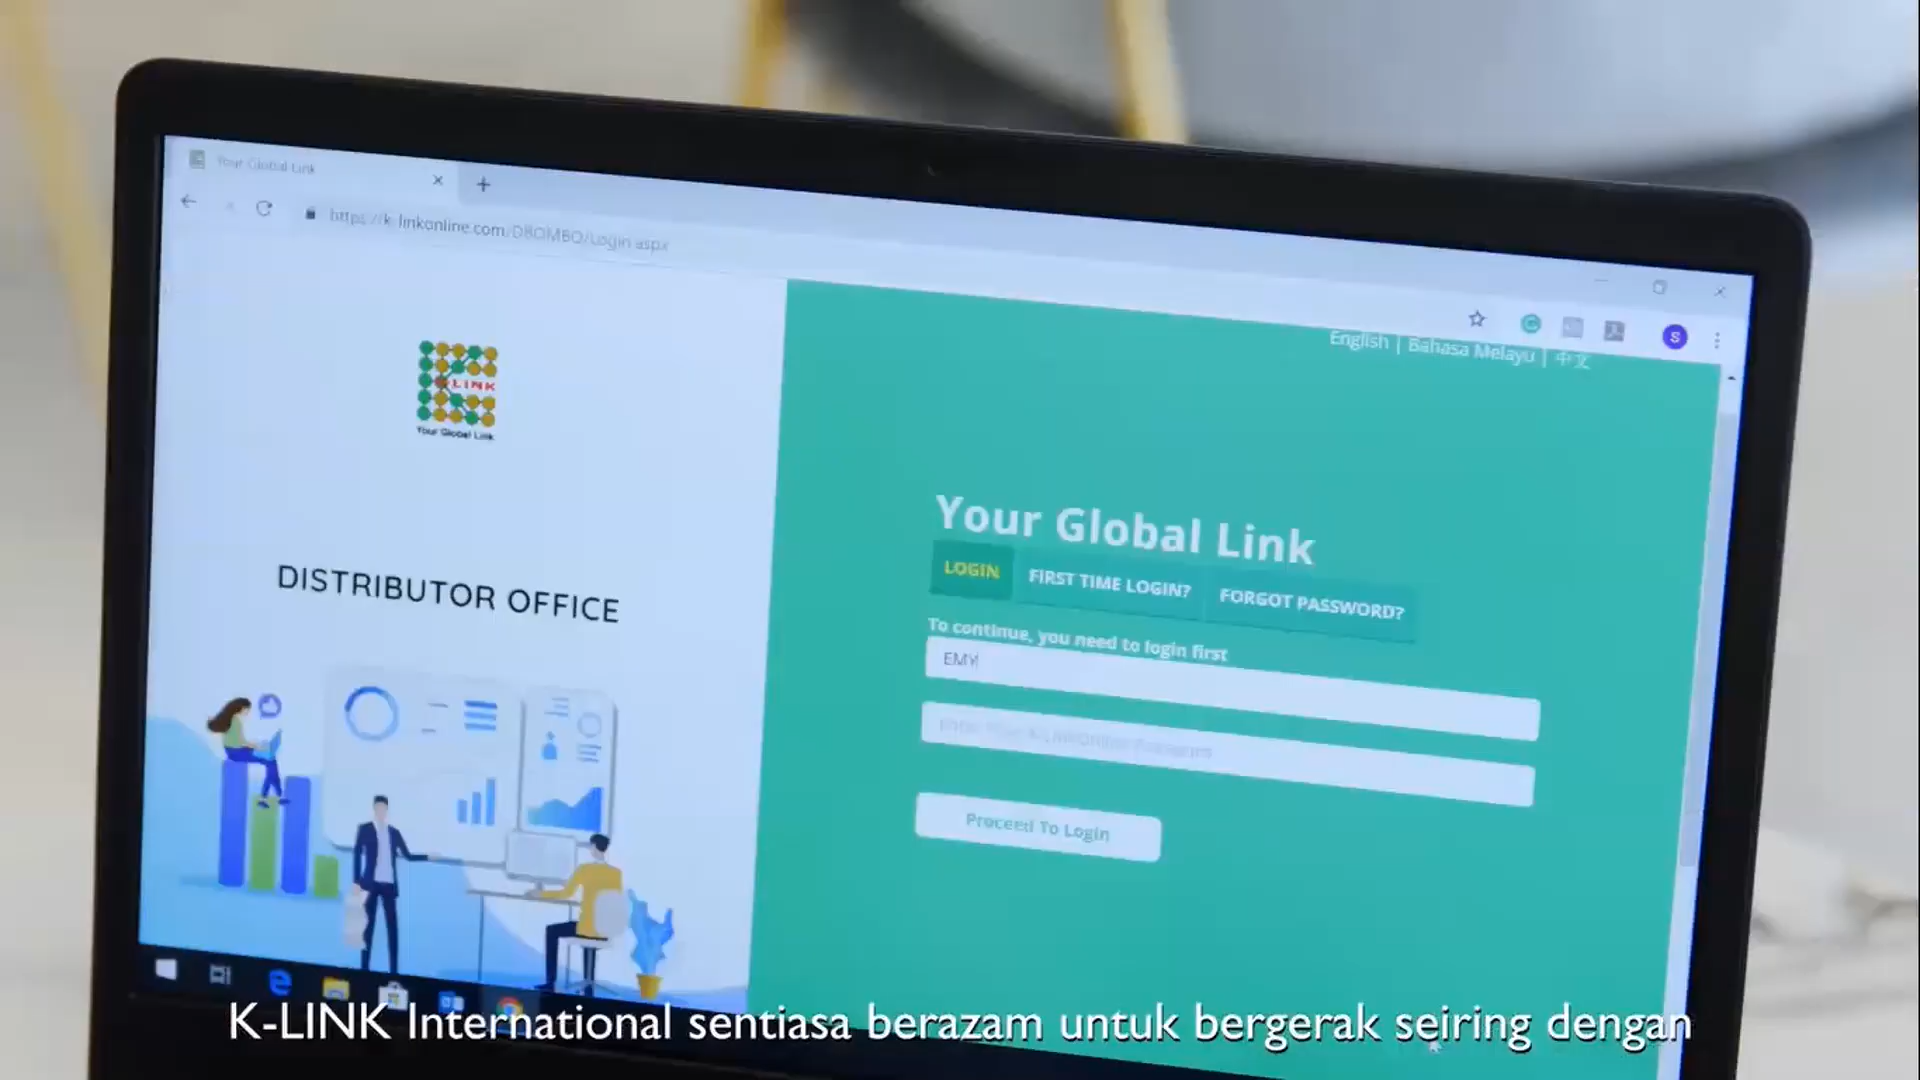 Your Global Link
https://k-linkonline.com/DBOMBO/Login.aspx
S
English | Bahasa Melayu | 中文
LINK
Your Global Link
Your Global Link
LOGIN
FIRST TIME LOGIN?
FORGOT PASSWORD?
To continue, you need to login first
EMY
DISTRIBUTOR OFFICE
Proceed To Login
K-LINK International sentiasa berazam untuk bergerak seiring dengan